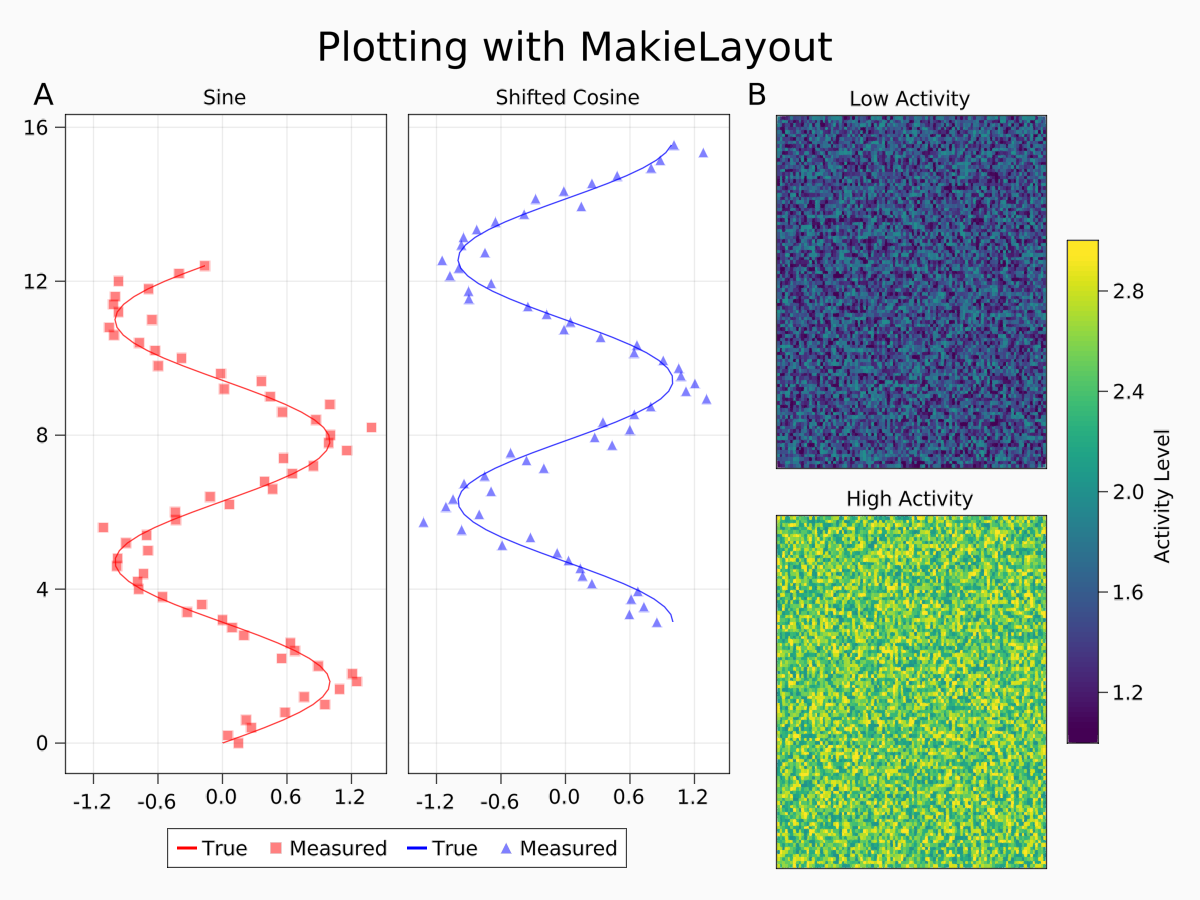 Plotting with MakieLayout
A
Sine
Shifted Cosine
B
Low Activity
16
12
8
4
0
-1.2 -0.6 0.0 0.6 1.2
-1.2 -0.6 0.0 0.6 1.2
High Activity
2.8
2.4
2.0
1.6
1.2
Activity Level
True Measured True Measured